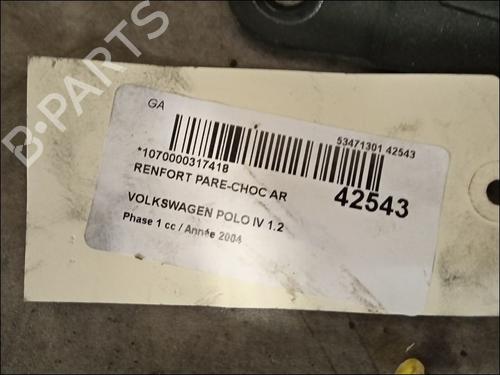 B-PARTS
GA
53471301 42543
*1070000317418
RENFORT PARE-CHOC AR
42543
VOLKSWAGEN POLO IV 1.2
Phase 1 cc / Année 2004